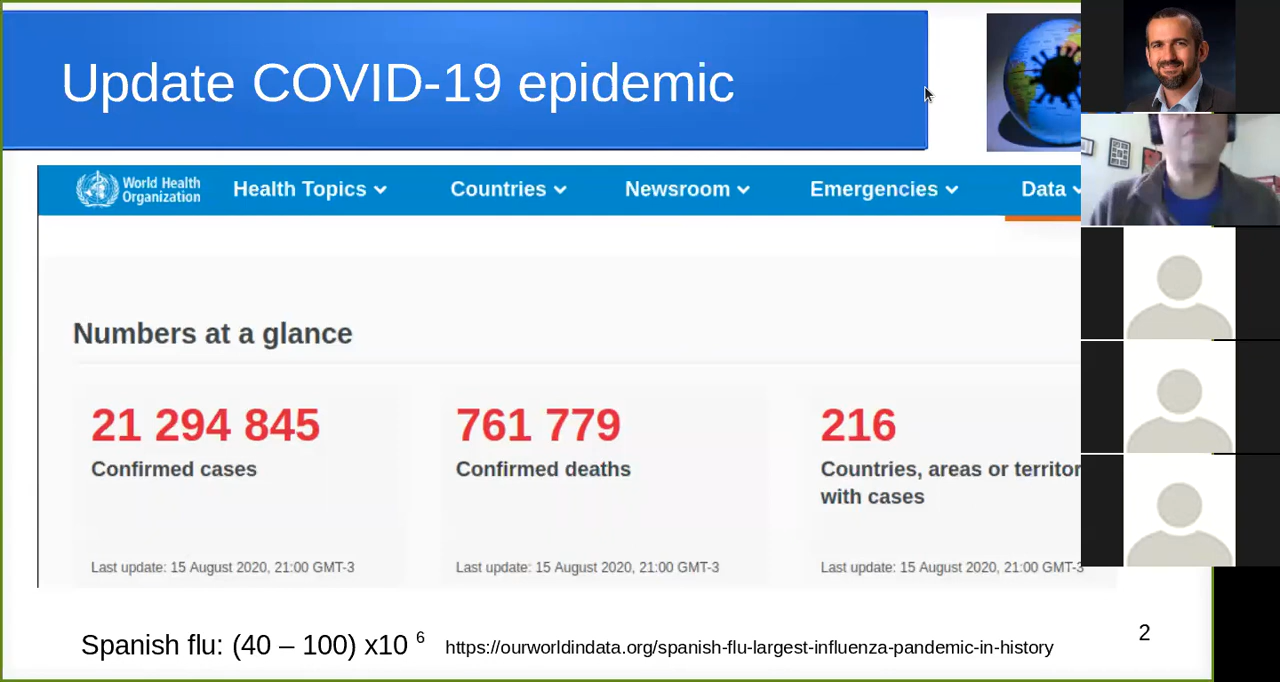 Update COVID-19 epidemic
World Health
Organization
Health Topics
Countries
Newsroom
Emergencies
Data
Numbers at a glance
21 294 845
Confirmed cases
Last update: 15 August 2020, 21:00 GMT-3
761 779
Confirmed deaths
Last update: 15 August 2020, 21:00 GMT-3
216
Countries, areas or territor
with cases
Last update: 15 August 2020, 21:00 GMT-3
Spanish flu: (40 – 100) x10 6 https://ourworldindata.org/spanish-flu-largest-influenza-pandemic-in-history
2